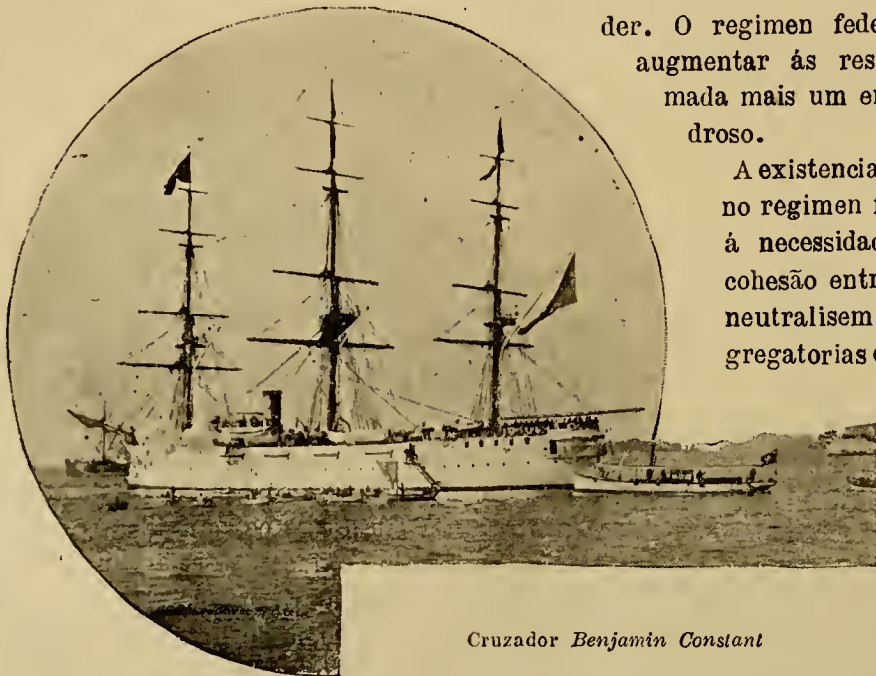 der. O regimen fede
augmentar ás res
mada mais um e
droso.
A existencia
no regimen
á necessidad
cohesão entr
neutralisem
gregatorias
Cruzador Benjamin Constant